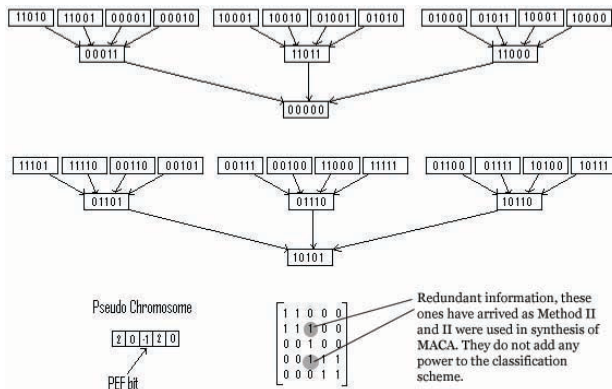 11010 11001 00001 00010 10001 10010 01001 01010 01000 01011 10001 10000
00011 11011 11000
00000
11101 11110 00110 00101 00111 00100 11000 11111 01100 01111 10100 10111
01101 01110 10110
10101
Pseudo Chromosome
2 0 -1 2 0
PEF bit
1 1 0 0 0
1 1 1 0 0
0 0 1 0 0
0 0 1 1 1
0 0 0 1 1
Redundant information, these
ones have arrived as Method II
and II were used in synthesis of
MACA. They do not add any
power to the classification
scheme.